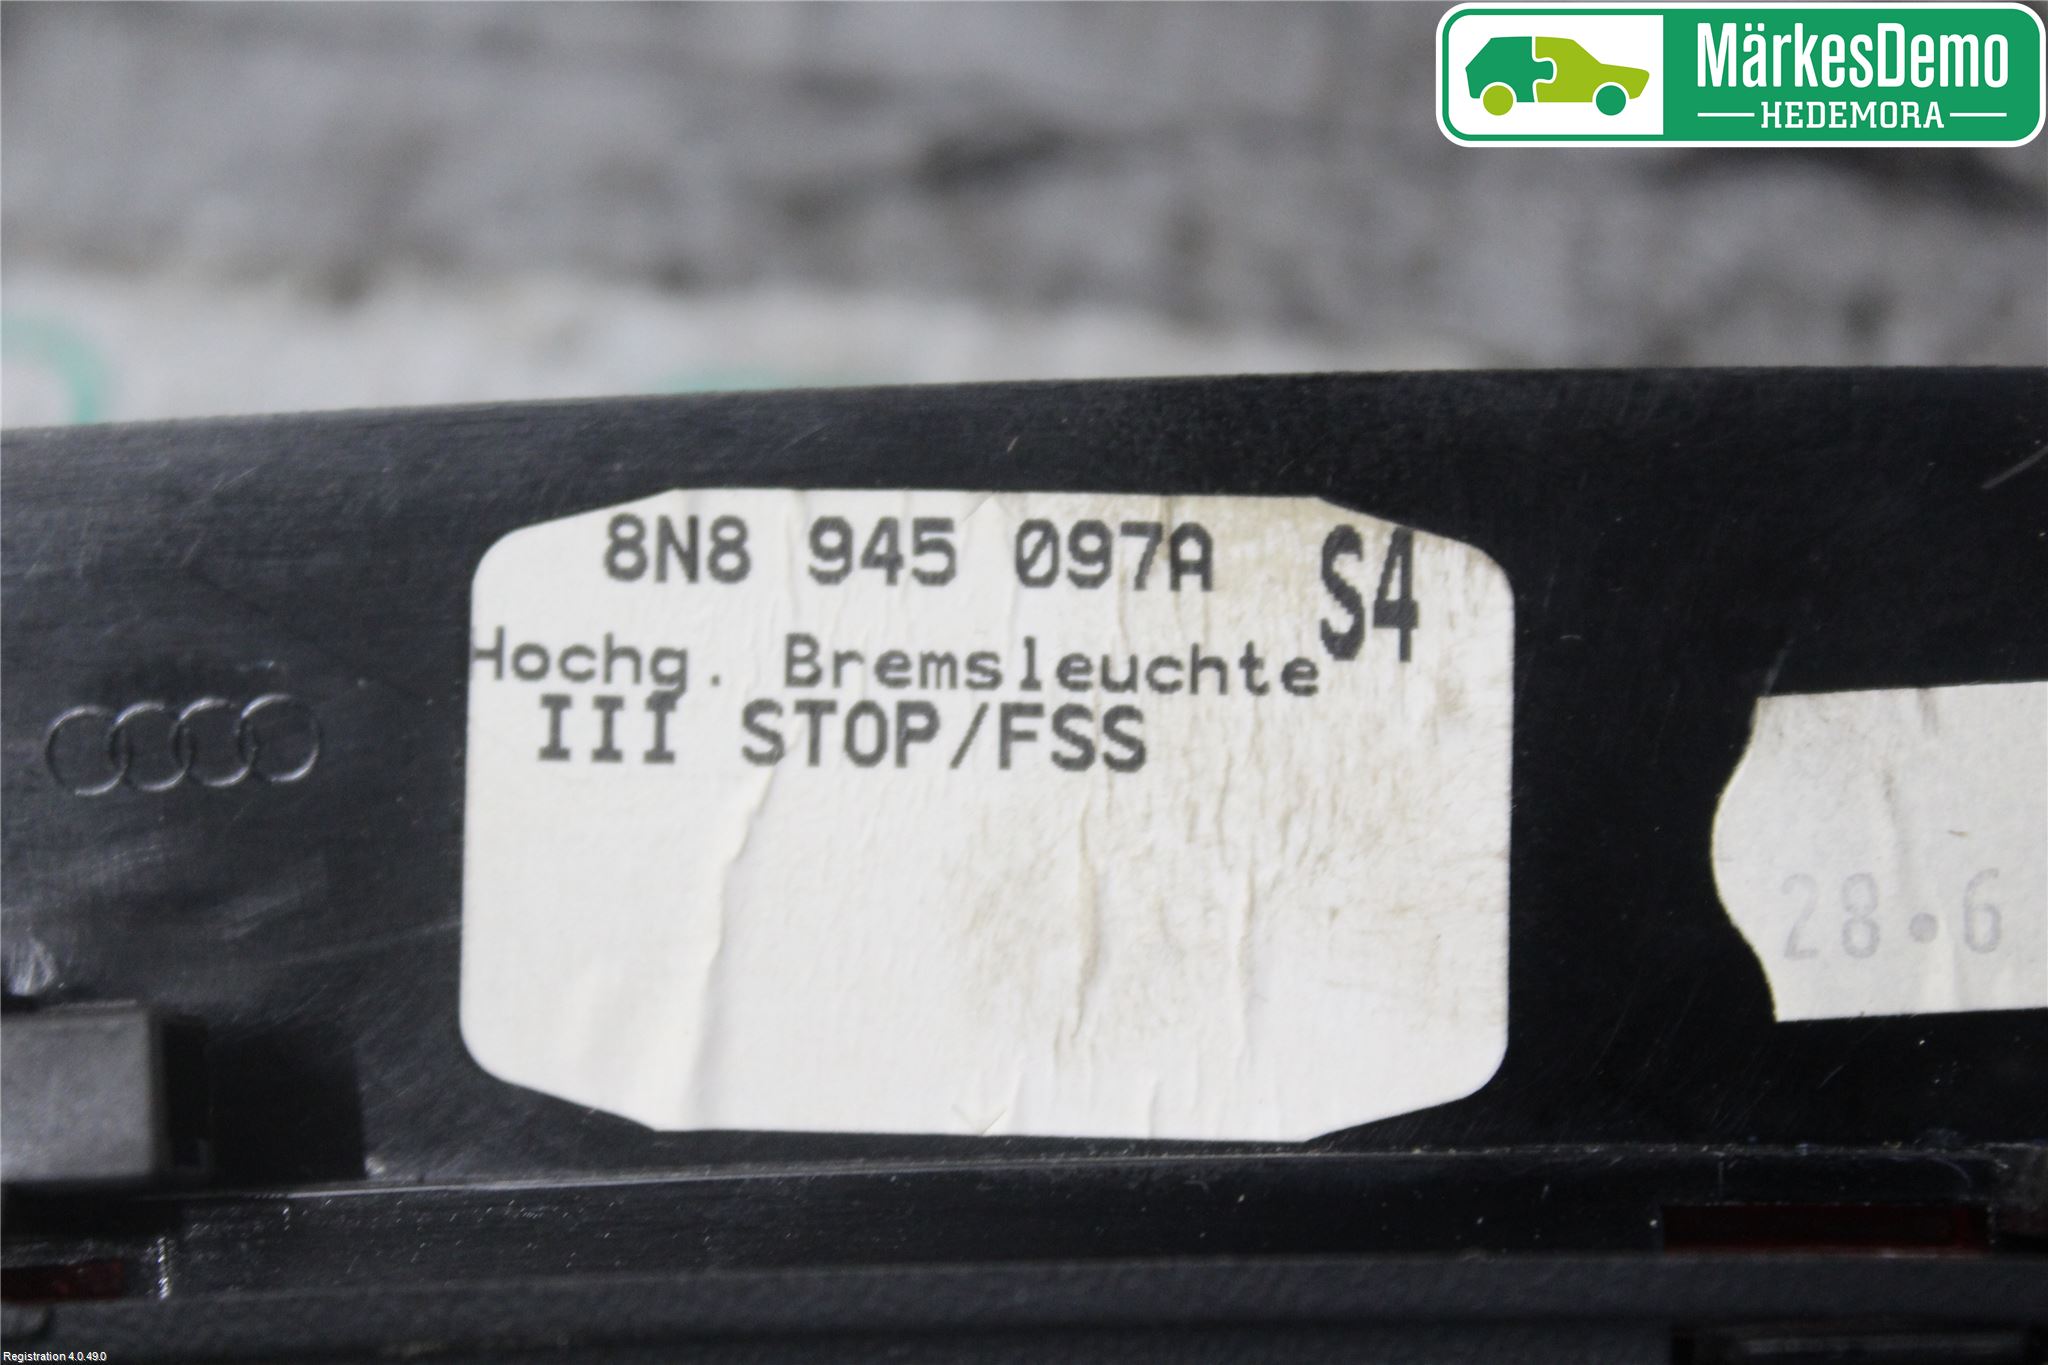 MärkesDemo
HEDEMORA
8N8 945 097A S4
Hochg. Bremsleuchte
III STOP/FSS
28.6
Registration 4.0.49.0